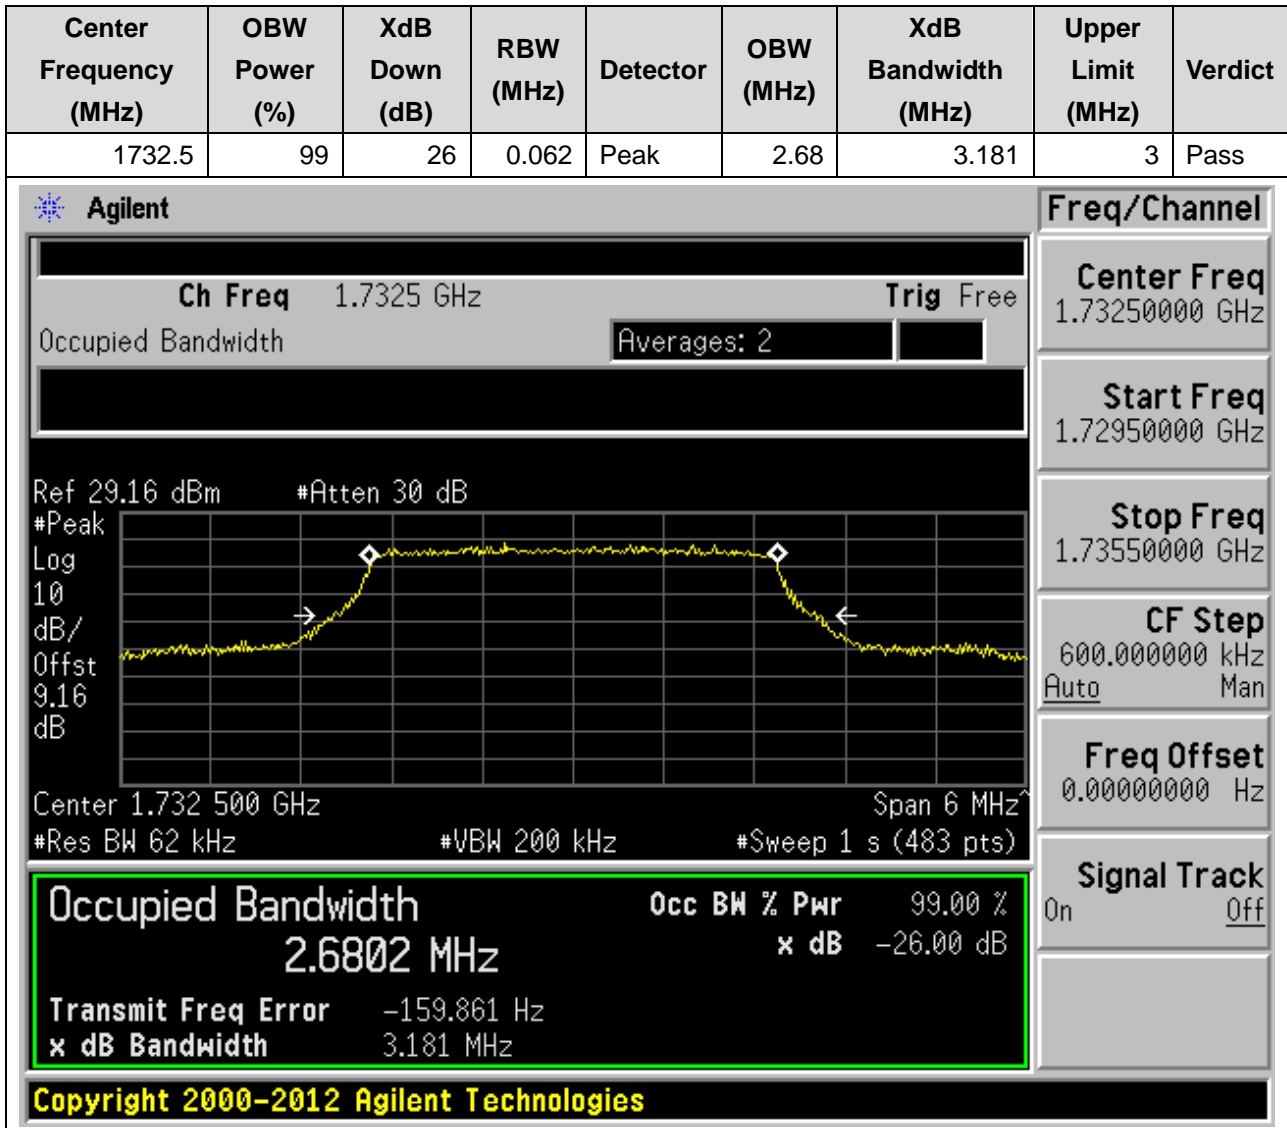 Center Frequency (MHz) OBW Power (%) XdB Down (dB) RBW (MHz) Detector OBW (MHz) XdB Bandwidth (MHz) Upper Limit (MHz) Verdict
1732.5 99 26 0.062 Peak 2.68 3.181 3 Pass
Agilent
Freq/Channel
Ch Freq 1.7325 GHz Trig Free
Occupied Bandwidth Averages: 2
Ref 29.16 dBm #Atten 30 dB
#Peak
Log
10
dB/
Offst
9.16
dB
Center 1.732 500 GHz Span 6 MHz^
#Res BW 62 kHz #VBW 200 kHz #Sweep 1 s (483 pts)
Occupied Bandwidth Occ BW % Pwr 99.00 %
2.6802 MHz x dB -26.00 dB
Transmit Freq Error -159.861 Hz
x dB Bandwidth 3.181 MHz
Center Freq
1.73250000 GHz
Start Freq
1.72950000 GHz
Stop Freq
1.73550000 GHz
CF Step
600.000000 kHz
Auto Man
Freq Offset
0.00000000 Hz
Signal Track
On Off
Copyright 2000-2012 Agilent Technologies